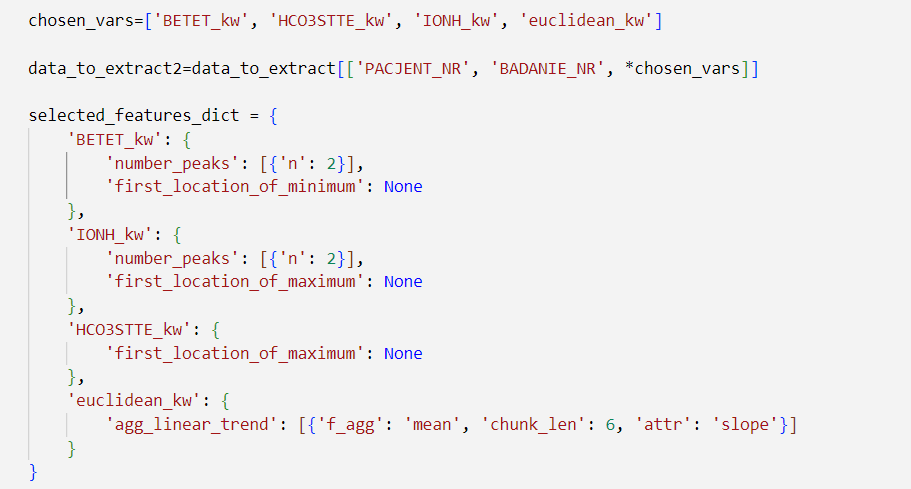 chosen_vars=['BETET_kw', 'HCO3STTE_kw', 'IONH_kw', 'euclidean_kw']
data_to_extract2=data_to_extract[['PACJENT_NR', 'BADANIE_NR', *chosen_vars]]
selected_features_dict = {
    'BETET_kw': {
        'number_peaks': [{'n': 2}],
        'first_location_of_minimum': None
    },
    'IONH_kw': {
        'number_peaks': [{'n': 2}],
        'first_location_of_maximum': None
    },
    'HCO3STTE_kw': {
        'first_location_of_maximum': None
    },
    'euclidean_kw': {
        'agg_linear_trend': [{'f_agg': 'mean', 'chunk_len': 6, 'attr': 'slope'}]
    }
}